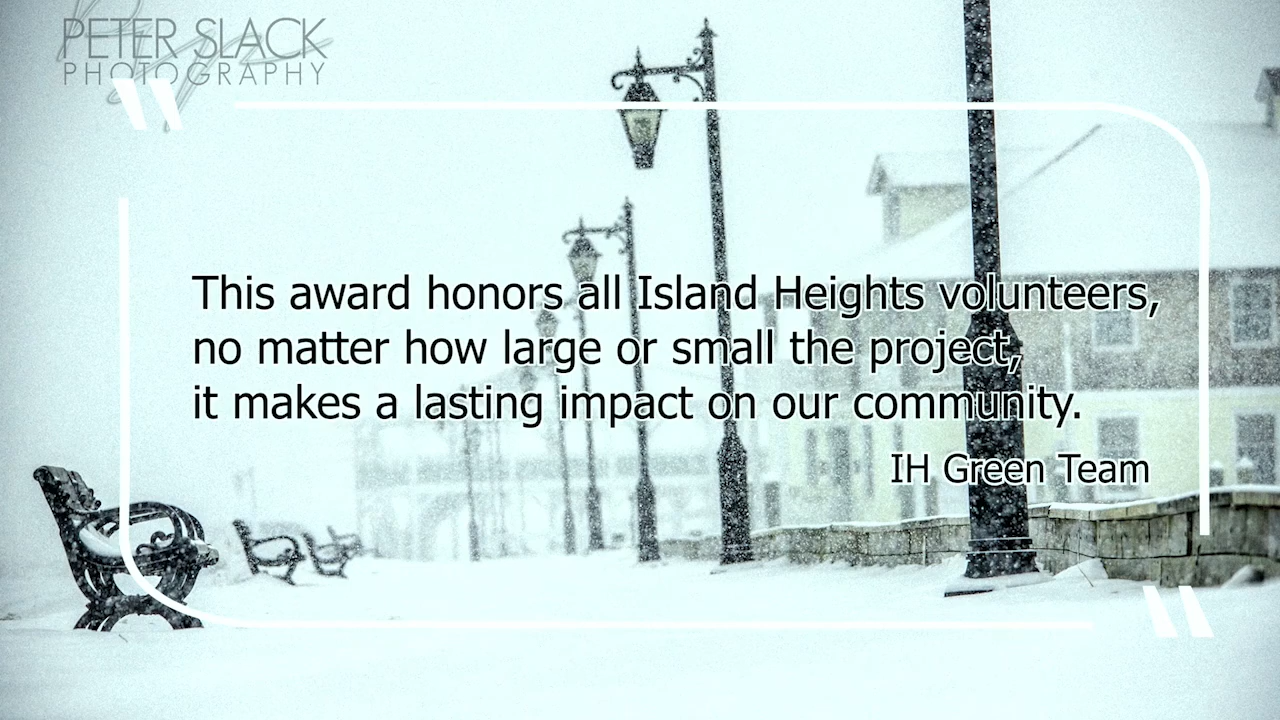 PETER SLACK
PHOTOGRAPHY
This award honors all Island Heights volunteers,
no matter how large or small the project,
it makes a lasting impact on our community.
IH Green Team